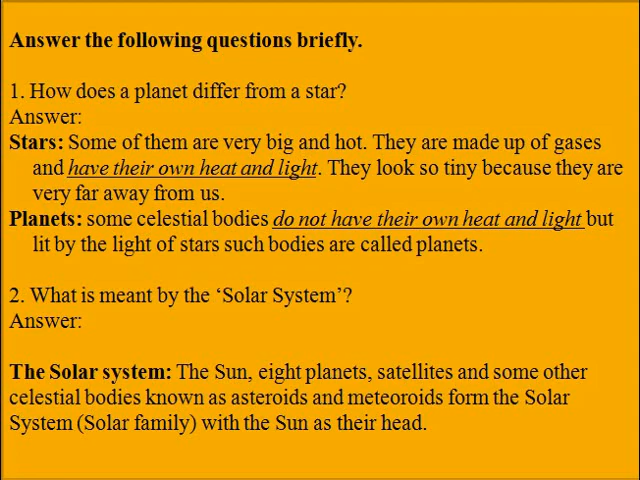 Answer the following questions briefly.
1. How does a planet differ from a star?
Answer:
Stars: Some of them are very big and hot. They are made up of gases
and have their own heat and light. They look so tiny because they are
very far away from us.
Planets: some celestial bodies do not have their own heat and light but
lit by the light of stars such bodies are called planets.
2. What is meant by the ‘Solar System’?
Answer:
The Solar system: The Sun, eight planets, satellites and some other
celestial bodies known as asteroids and meteoroids form the Solar
System (Solar family) with the Sun as their head.